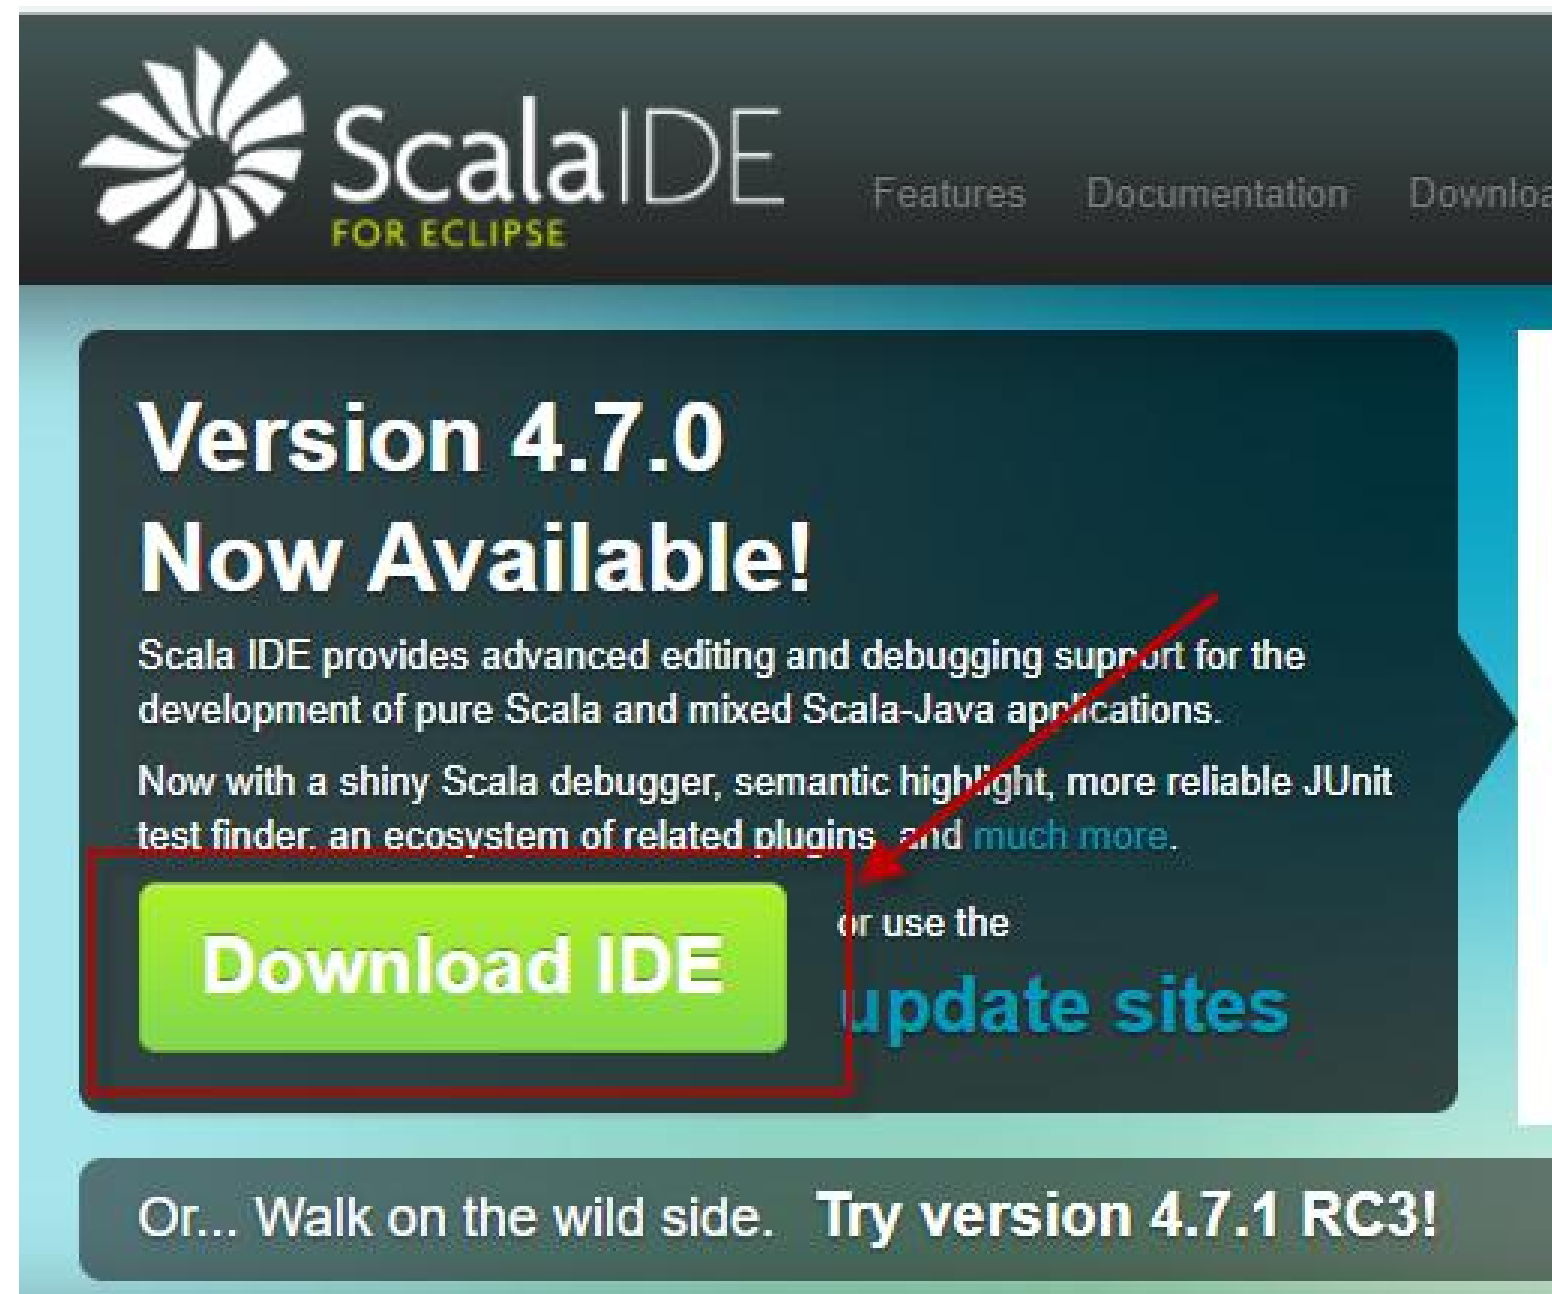 ScalaIDE
FOR ECLIPSE
Features Documentation Downloa
Version 4.7.0
Now Available!
Scala IDE provides advanced editing and debugging support for the
development of pure Scala and mixed Scala-Java applications.
Now with a shiny Scala debugger, semantic highlight, more reliable JUnit
test finder, an ecosystem of related plugins, and much more.
Download IDE
or use the
update sites
Or... Walk on the wild side. Try version 4.7.1 RC3!